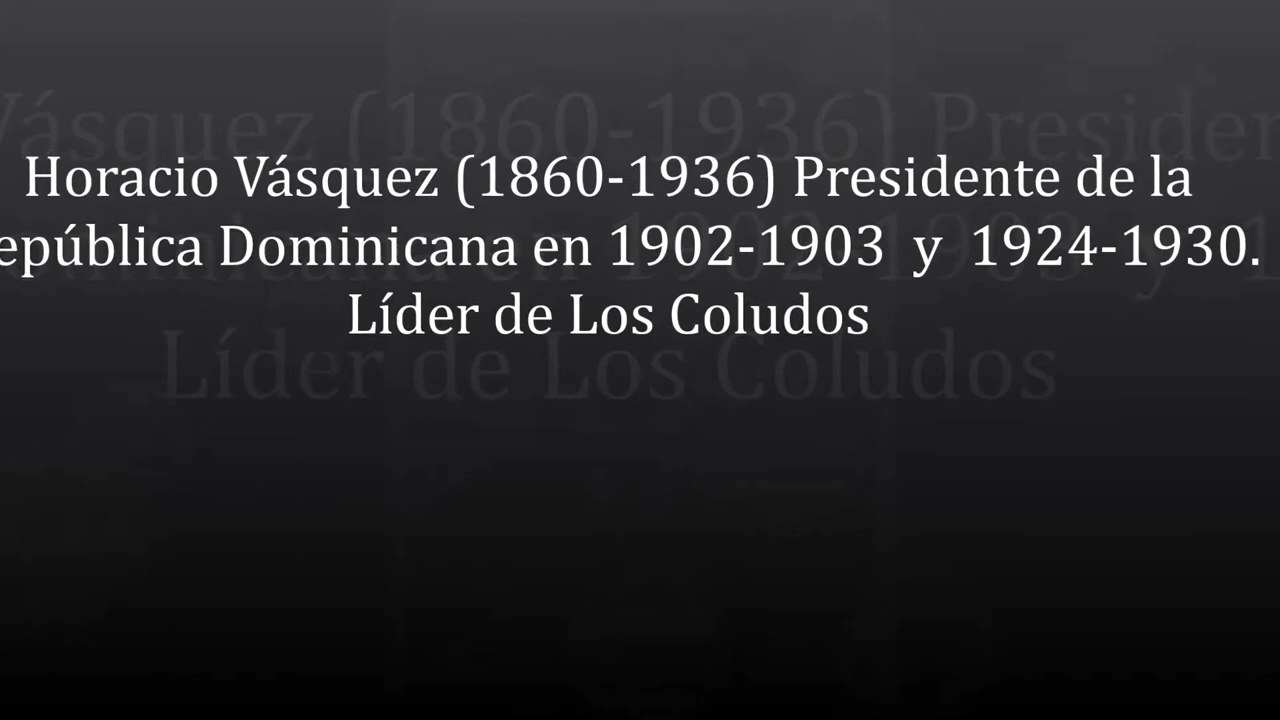 Horacio Vásquez (1860-1936) Presidente de la
epública Dominicana en 1902-1903 y 1924-1930.
Líder de Los Coludos